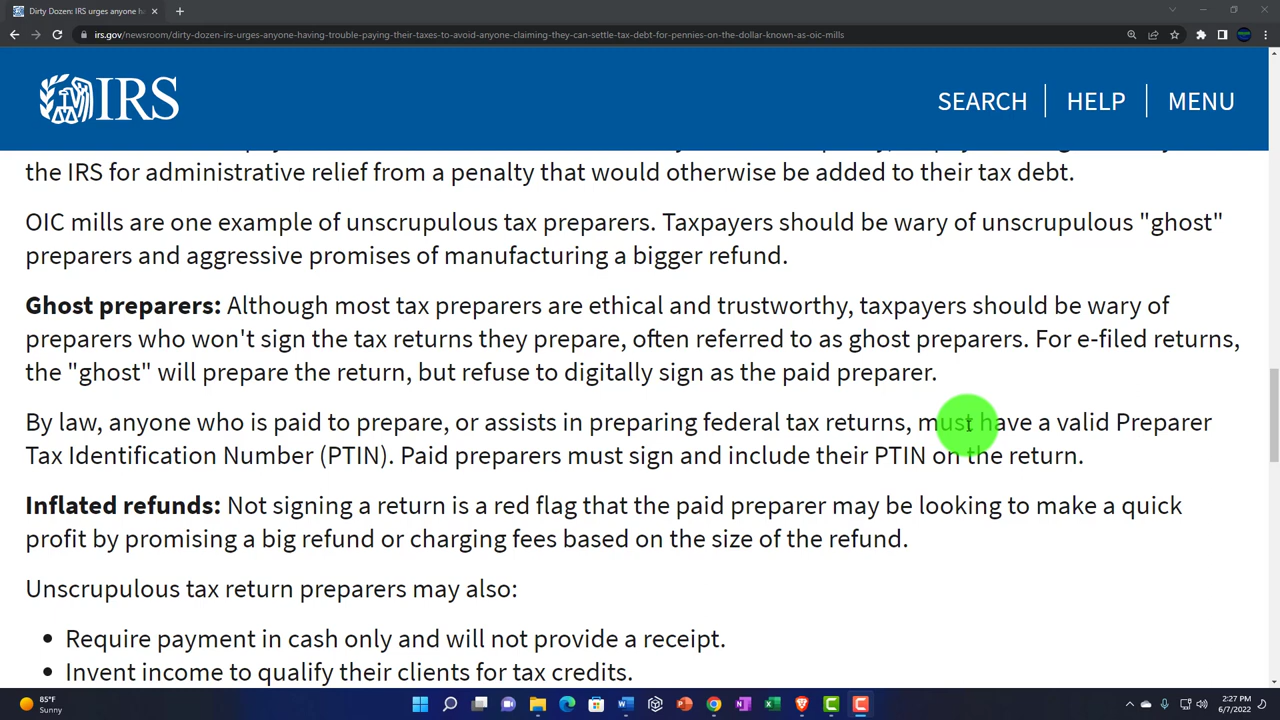 Dirty Dozen: IRS urges anyone ha
irs.gov/newsroom/dirty-dozen-irs-urges-anyone-having-trouble-paying-their-taxes-to-avoid-anyone-claiming-they-can-settle-tax-debt-for-pennies-on-the-dollar-known-as-oic-mills
IRS
SEARCH HELP MENU
the IRS for administrative relief from a penalty that would otherwise be added to their tax debt.
OIC mills are one example of unscrupulous tax preparers. Taxpayers should be wary of unscrupulous "ghost"
preparers and aggressive promises of manufacturing a bigger refund.
Ghost preparers: Although most tax preparers are ethical and trustworthy, taxpayers should be wary of
preparers who won't sign the tax returns they prepare, often referred to as ghost preparers. For e-filed returns,
the "ghost" will prepare the return, but refuse to digitally sign as the paid preparer.
By law, anyone who is paid to prepare, or assists in preparing federal tax returns, must have a valid Preparer
Tax Identification Number (PTIN). Paid preparers must sign and include their PTIN on the return.
Inflated refunds: Not signing a return is a red flag that the paid preparer may be looking to make a quick
profit by promising a big refund or charging fees based on the size of the refund.
Unscrupulous tax return preparers may also:
Require payment in cash only and will not provide a receipt.
Invent income to qualify their clients for tax credits.
85°F
Sunny
2:27 PM
6/7/2022